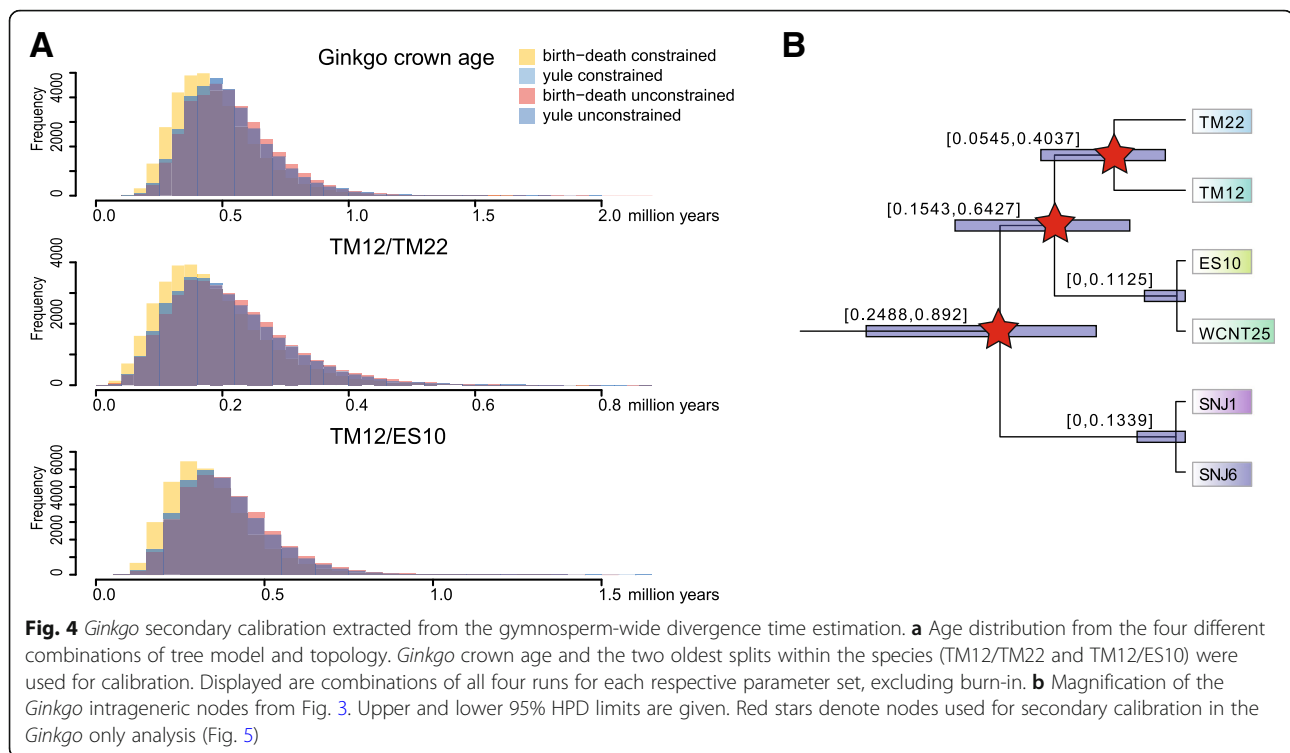 A
Ginkgo crown age
birth−death constrained
yule constrained
birth−death unconstrained
yule unconstrained
Frequency
0 2000 4000
0.0 0.5 1.0 1.5 2.0 million years
TM12/TM22
Frequency
0 2000 4000
0.0 0.2 0.4 0.6 0.8 million years
TM12/ES10
Frequency
0 2000 4000 6000
0.0 0.5 1.0 1.5 million years
B
[0.0545,0.4037]
TM22
TM12
[0.1543,0.6427]
ES10
[0,0.1125]
WCNT25
[0.2488,0.892]
SNJ1
[0,0.1339]
SNJ6
Fig. 4 Ginkgo secondary calibration extracted from the gymnosperm-wide divergence time estimation. a Age distribution from the four different
combinations of tree model and topology. Ginkgo crown age and the two oldest splits within the species (TM12/TM22 and TM12/ES10) were
used for calibration. Displayed are combinations of all four runs for each respective parameter set, excluding burn-in. b Magnification of the
Ginkgo intrageneric nodes from Fig. 3. Upper and lower 95% HPD limits are given. Red stars denote nodes used for secondary calibration in the
Ginkgo only analysis (Fig. 5)